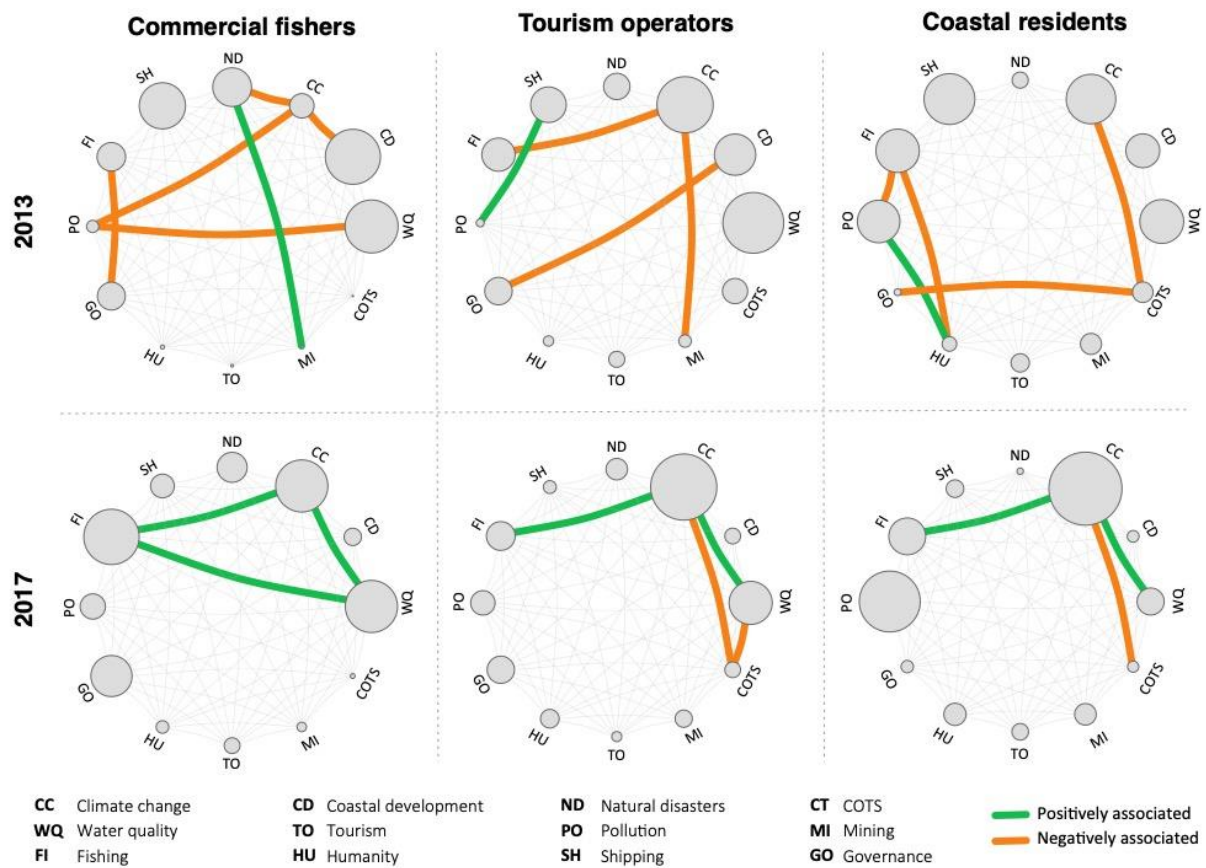 Commercial fishers
Tourism operators
Coastal residents
2013
ND
CC
CD
WQ
COTS
MI
TO
HU
GO
PO
FI
SH
ND
CC
CD
WQ
COTS
MI
TO
HU
GO
PO
FI
SH
ND
CC
CD
WQ
COTS
MI
TO
HU
GO
PO
FI
SH
2017
ND
CC
CD
WQ
COTS
MI
TO
HU
GO
PO
FI
SH
ND
CC
CD
WQ
COTS
MI
TO
HU
GO
PO
FI
SH
ND
CC
CD
WQ
COTS
MI
TO
HU
GO
PO
FI
SH
CC Climate change
WQ Water quality
FI Fishing
CD Coastal development
TO Tourism
HU Humanity
ND Natural disasters
PO Pollution
SH Shipping
CT COTS
MI Mining
GO Governance
Positively associated
Negatively associated